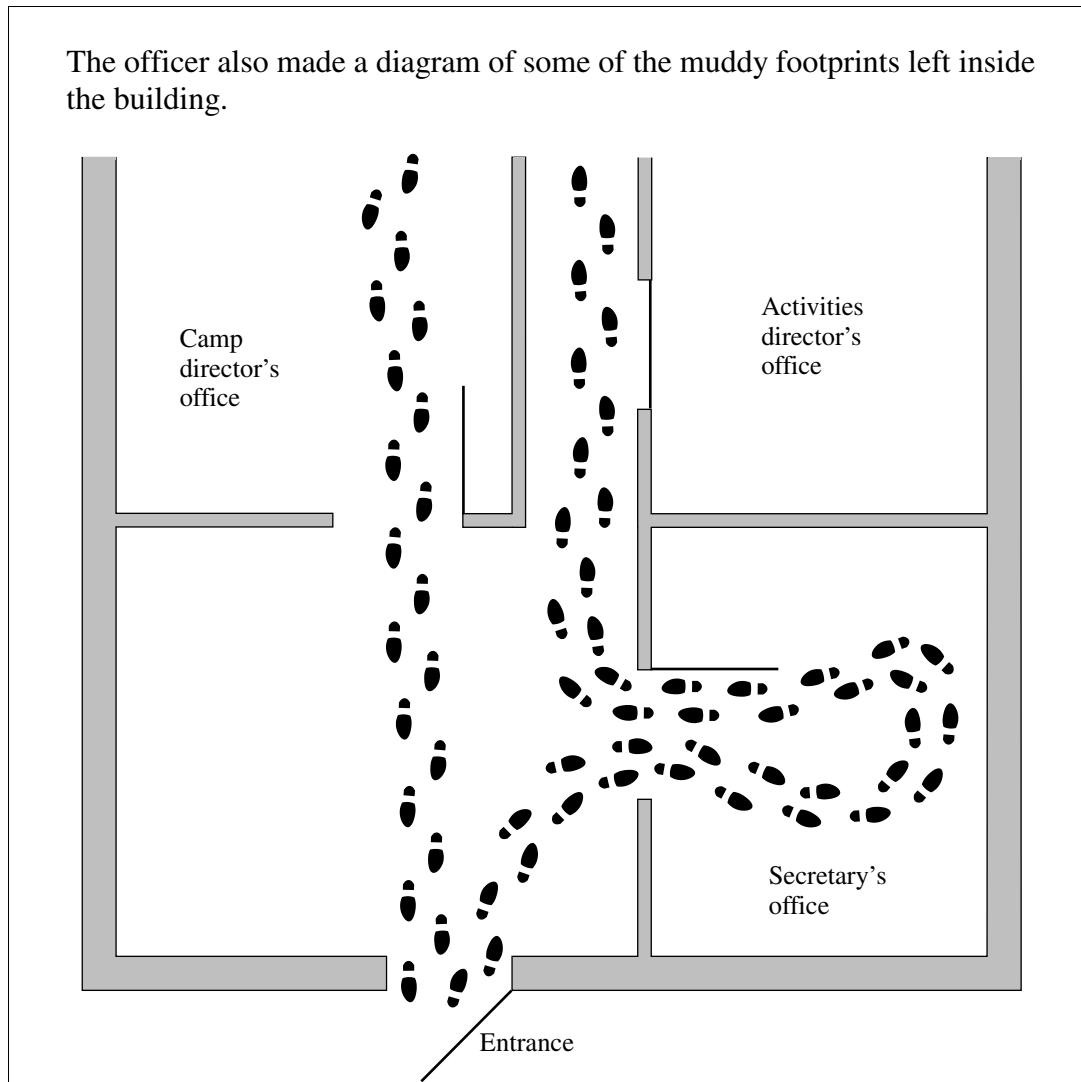 The officer also made a diagram of some of the muddy footprints left inside
the building.
Camp
director’s
office
Activities
director’s
office
Secretary’s
office
Entrance